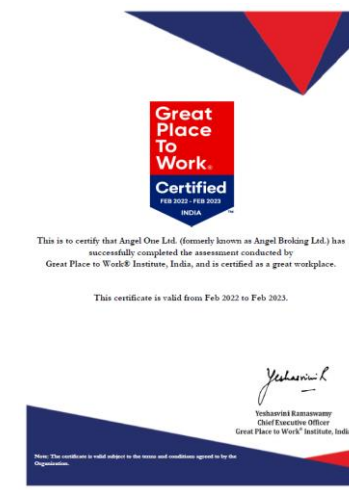 Great
Place
To
Work®
Certified
FEB 2022 - FEB 2023
INDIA
™
This is to certify that Angel One Ltd. (formerly known as Angel Broking Ltd.) has
successfully completed the assessment conducted by
Great Place to Work® Institute, India, and is certified as a great workplace.
This certificate is valid from Feb 2022 to Feb 2023.
Yeshasvini R
Yeshasvini Ramaswamy
Chief Executive Officer
Great Place to Work® Institute, India
Note: The certificate is valid subject to the terms and conditions agreed to by the
Organization.